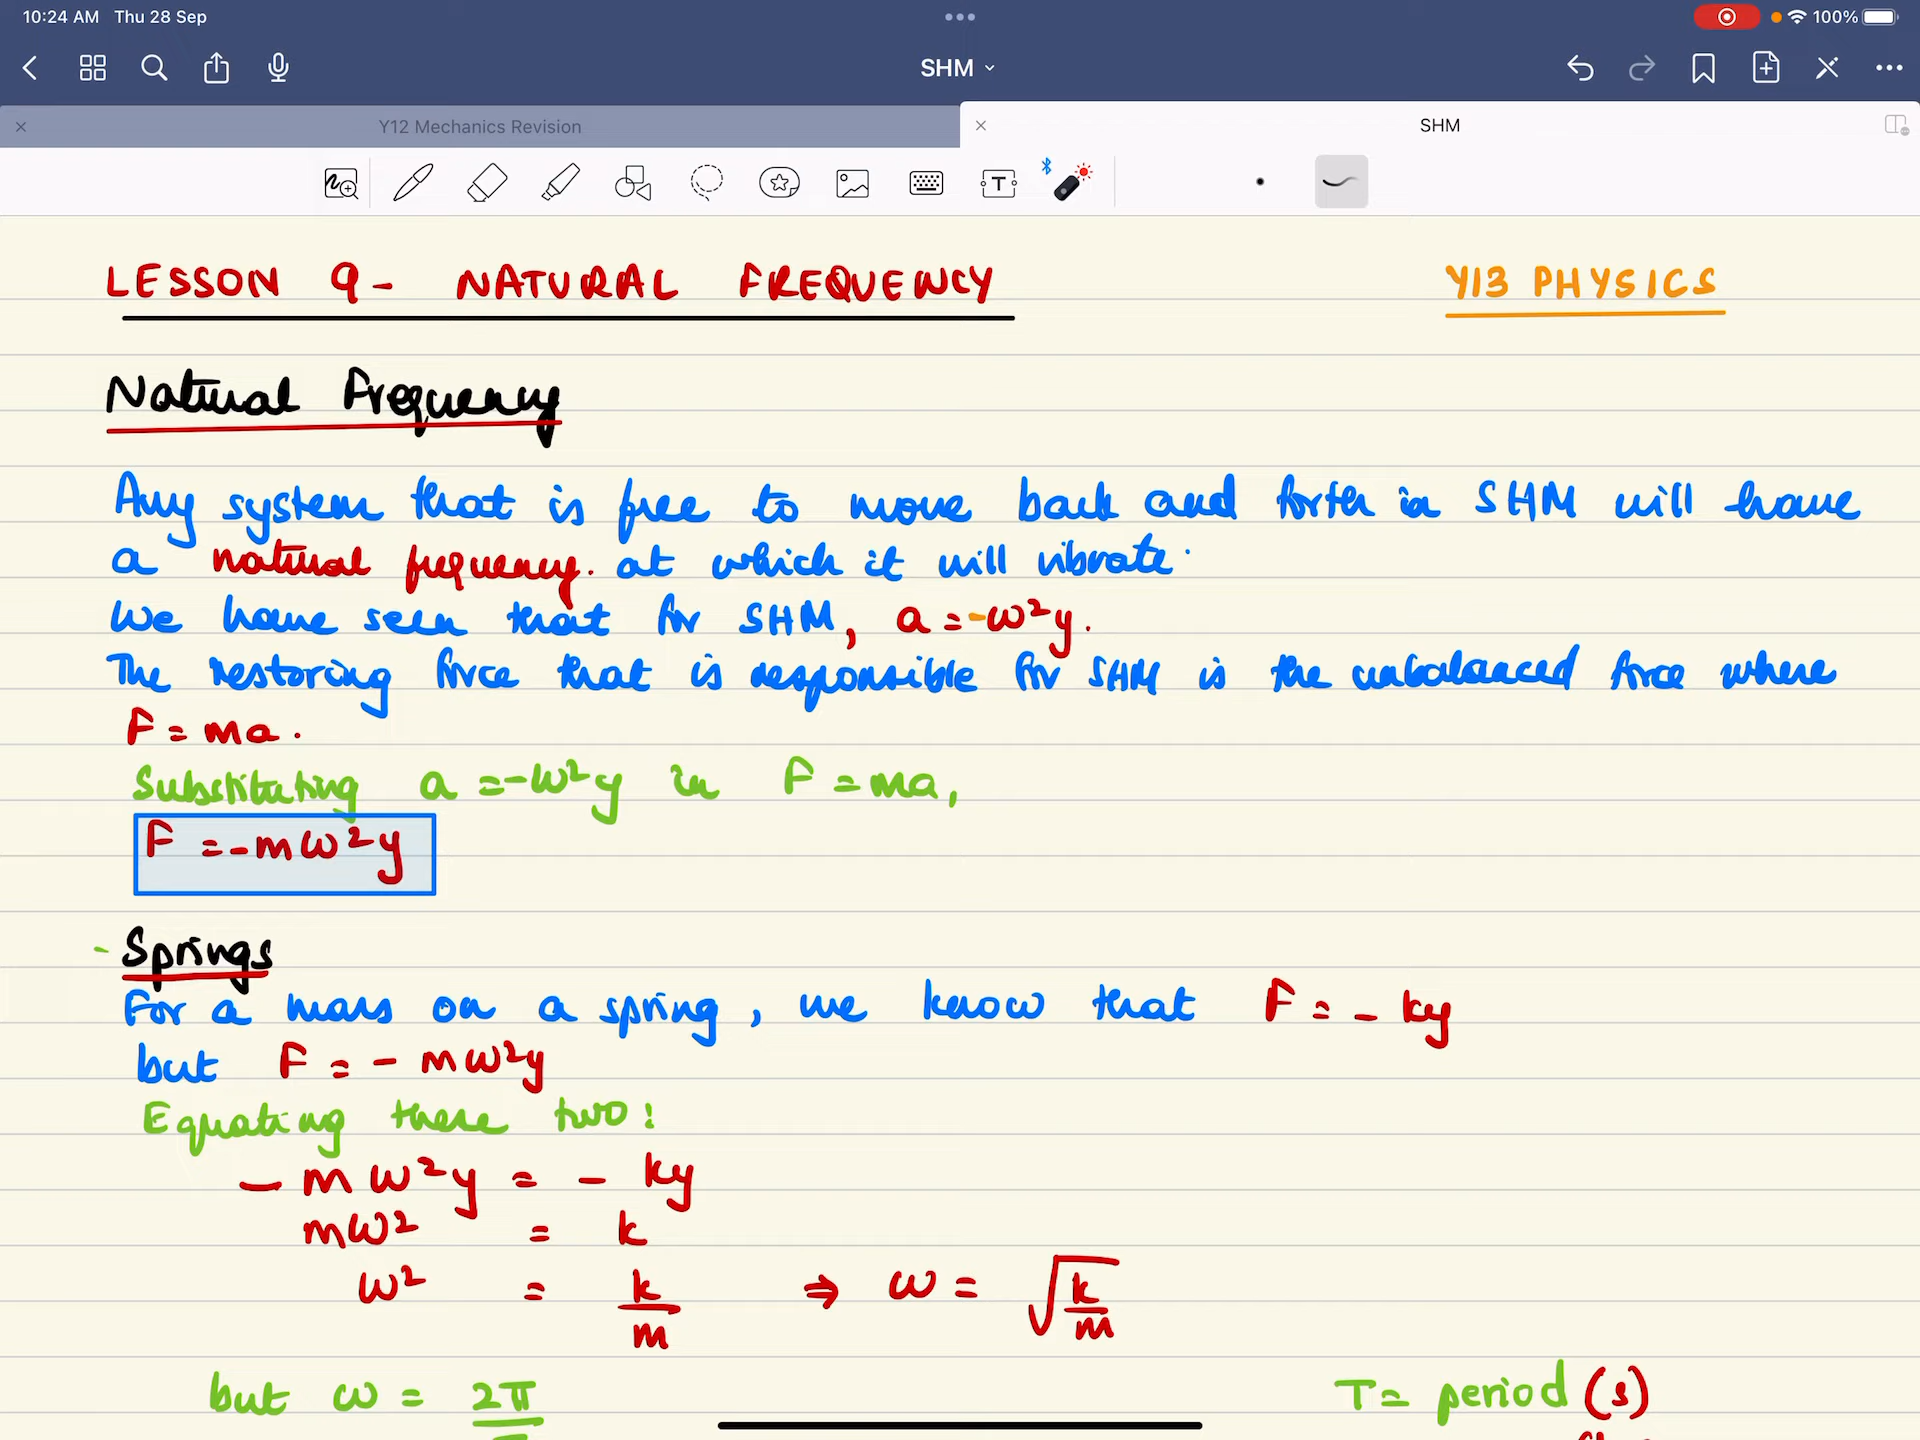 10:24 AM Thu 28 Sep
100%
SHM
Y12 Mechanics Revision
SHM
T
LESSON 9 - NATURAL FREQUENCY
Y13 PHYSICS
Natural Frequency
Any system that is free to move back and forth in SHM will have
a natural frequency. at which it will vibrate.
We have seen that for SHM, a = -ω²y.
The restoring force that is responsible for SHM is the unbalanced force where
F = ma.
Substituting a = -ω²y in F = ma,
F = -mω²y
- Springs
For a mass on a spring, we know that F = - ky
but F = - mω²y
Equating these two:
- mω²y = - ky
mω² = k
ω² = k/m ⇒ ω = √(k/m)
but ω = 2π
T = period (s)